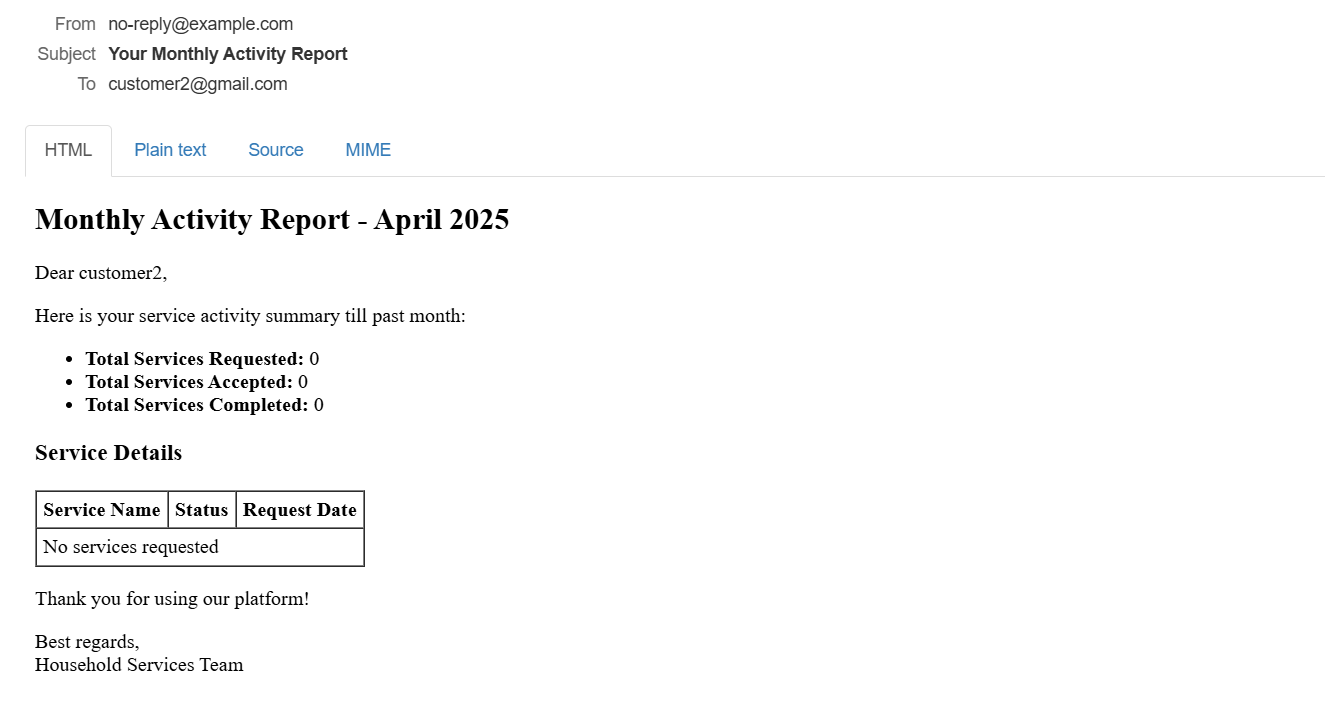 From no-reply@example.com
Subject Your Monthly Activity Report
To customer2@gmail.com
HTML Plain text Source MIME
Monthly Activity Report - April 2025
Dear customer2,
Here is your service activity summary till past month:
• Total Services Requested: 0
• Total Services Accepted: 0
• Total Services Completed: 0
Service Details
Service Name Status Request Date
No services requested
Thank you for using our platform!
Best regards,
Household Services Team